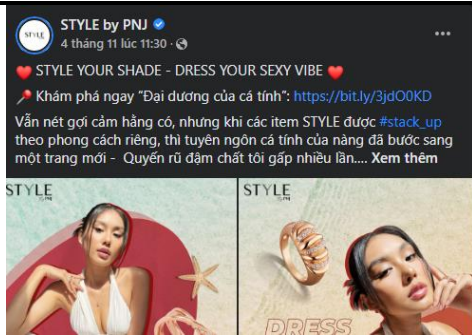 STYLE
STYLE by PNJ
4 tháng 11 lúc 11:30 ·
STYLE YOUR SHADE - DRESS YOUR SEXY VIBE
Khám phá ngay “Đại dương của cá tính”: https://bit.ly/3jdO0KD
Vẫn nét gợi cảm hằng có, nhưng khi các item STYLE được #stack_up
theo phong cách riêng, thì tuyên ngôn cá tính của nàng đã bước sang
một trang mới - Quyến rũ đậm chất tôi gấp nhiều lần.... Xem thêm
STYLE
STYLE
DRESS